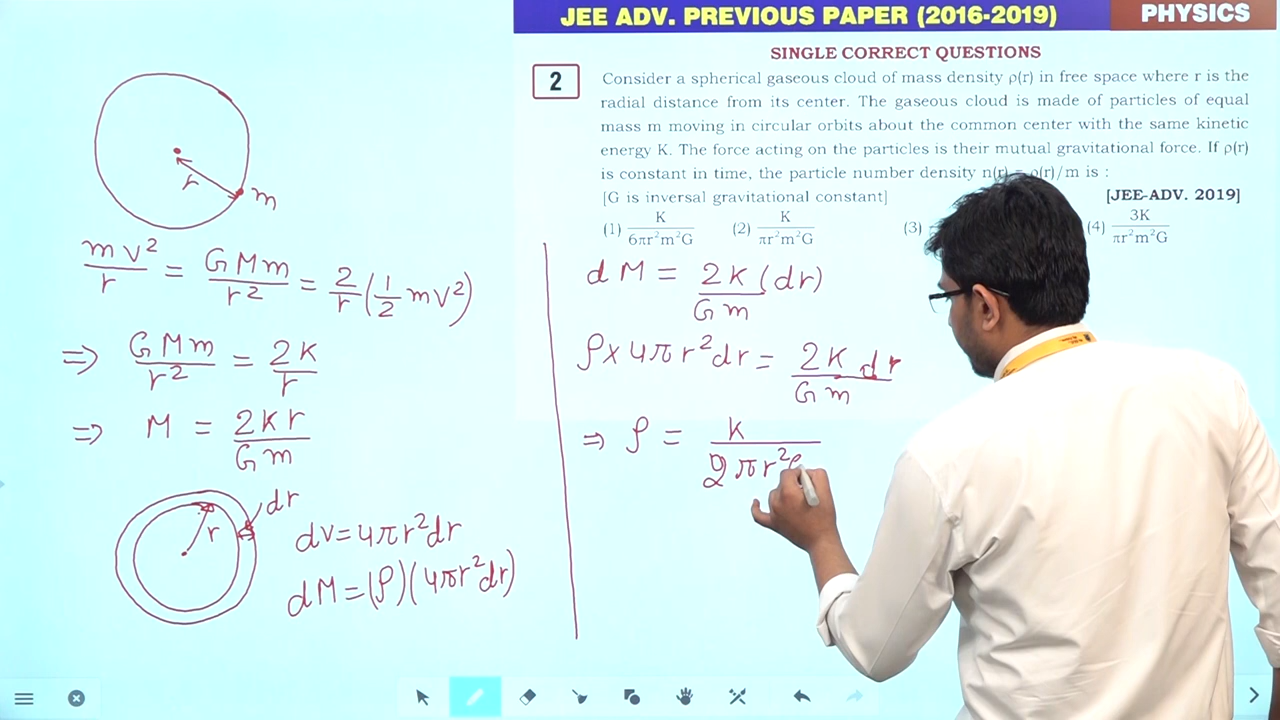 JEE ADV. PREVIOUS PAPER (2016-2019)
PHYSICS
SINGLE CORRECT QUESTIONS
2
Consider a spherical gaseous cloud of mass density ρ(r) in free space where r is the
radial distance from its center. The gaseous cloud is made of particles of equal
mass m moving in circular orbits about the common center with the same kinetic
energy K. The force acting on the particles is their mutual gravitational force. If ρ(r)
is constant in time, the particle number density n(r) = ρ(r)/m is :
[G is inversal gravitational constant] [JEE-ADV. 2019]
(1) K/6πr²m²G (2) K/πr²m²G (3) (4) 3K/πr²m²G
r
m
mv²/r = GMm/r² = 2/r (1/2 mv²)
⇒ GMm/r² = 2K/r
⇒ M = 2Kr/Gm
dr
r
dv = 4πr²dr
dM = (ρ)(4πr²dr)
dM = 2K/Gm (dr)
ρ x 4πr²dr = 2K/Gm dr
⇒ ρ = K/2πr²